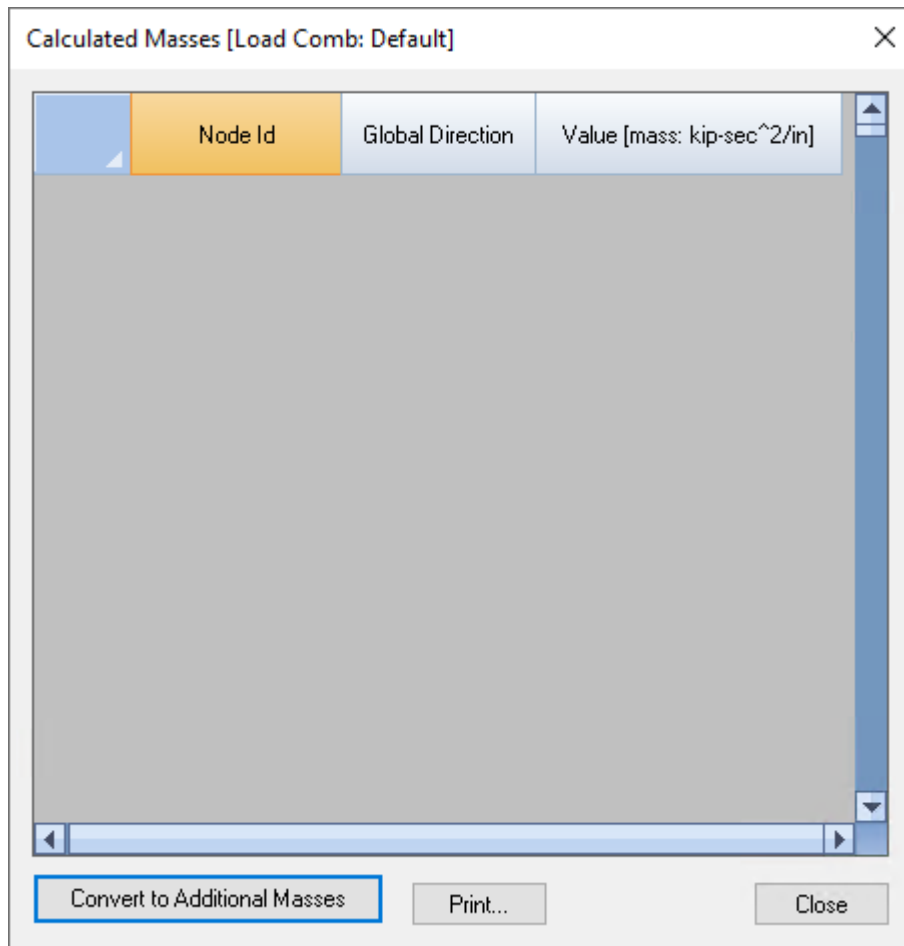 Calculated Masses [Load Comb: Default]
Node Id Global Direction Value [mass: kip-sec^2/in]
Convert to Additional Masses Print... Close